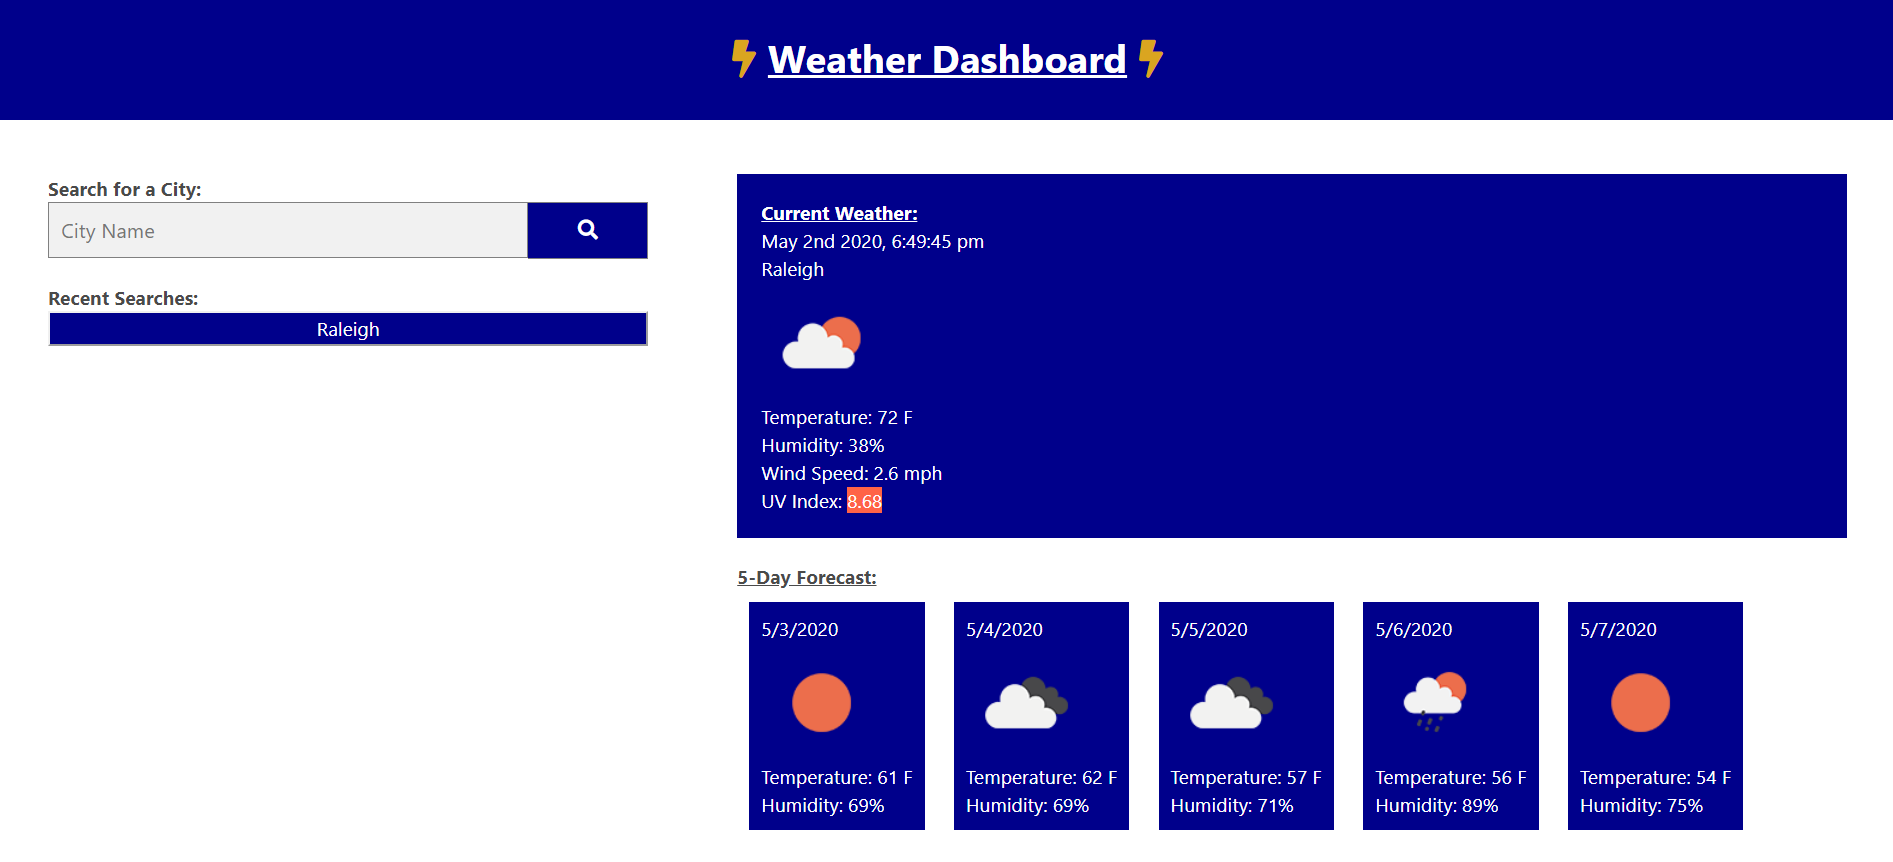 Weather Dashboard
Search for a City:
City Name
Recent Searches:
Raleigh
Current Weather:
May 2nd 2020, 6:49:45 pm
Raleigh
Temperature: 72 F
Humidity: 38%
Wind Speed: 2.6 mph
UV Index: 8.68
5-Day Forecast:
5/3/2020
Temperature: 61 F
Humidity: 69%
5/4/2020
Temperature: 62 F
Humidity: 69%
5/5/2020
Temperature: 57 F
Humidity: 71%
5/6/2020
Temperature: 56 F
Humidity: 89%
5/7/2020
Temperature: 54 F
Humidity: 75%